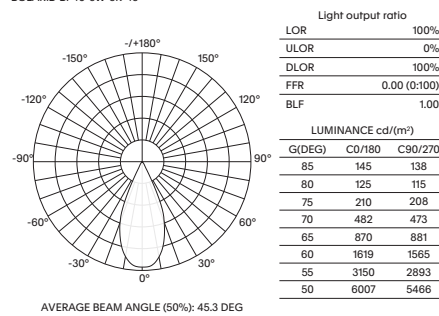 -/+180°
-150°
150°
-120°
120°
-90°
90°
-60°
60°
-30°
30°
0°
AVERAGE BEAM ANGLE (50%): 45.3 DEG
Light output ratio
LOR 100%
ULOR 0%
DLOR 100%
FFR 0.00 (0:100)
BLF 1.00
LUMINANCE cd/(m²)
G(DEG) C0/180 C90/270
85 145 138
80 125 115
75 210 208
70 482 473
65 870 881
60 1619 1565
55 3150 2893
50 6007 5466